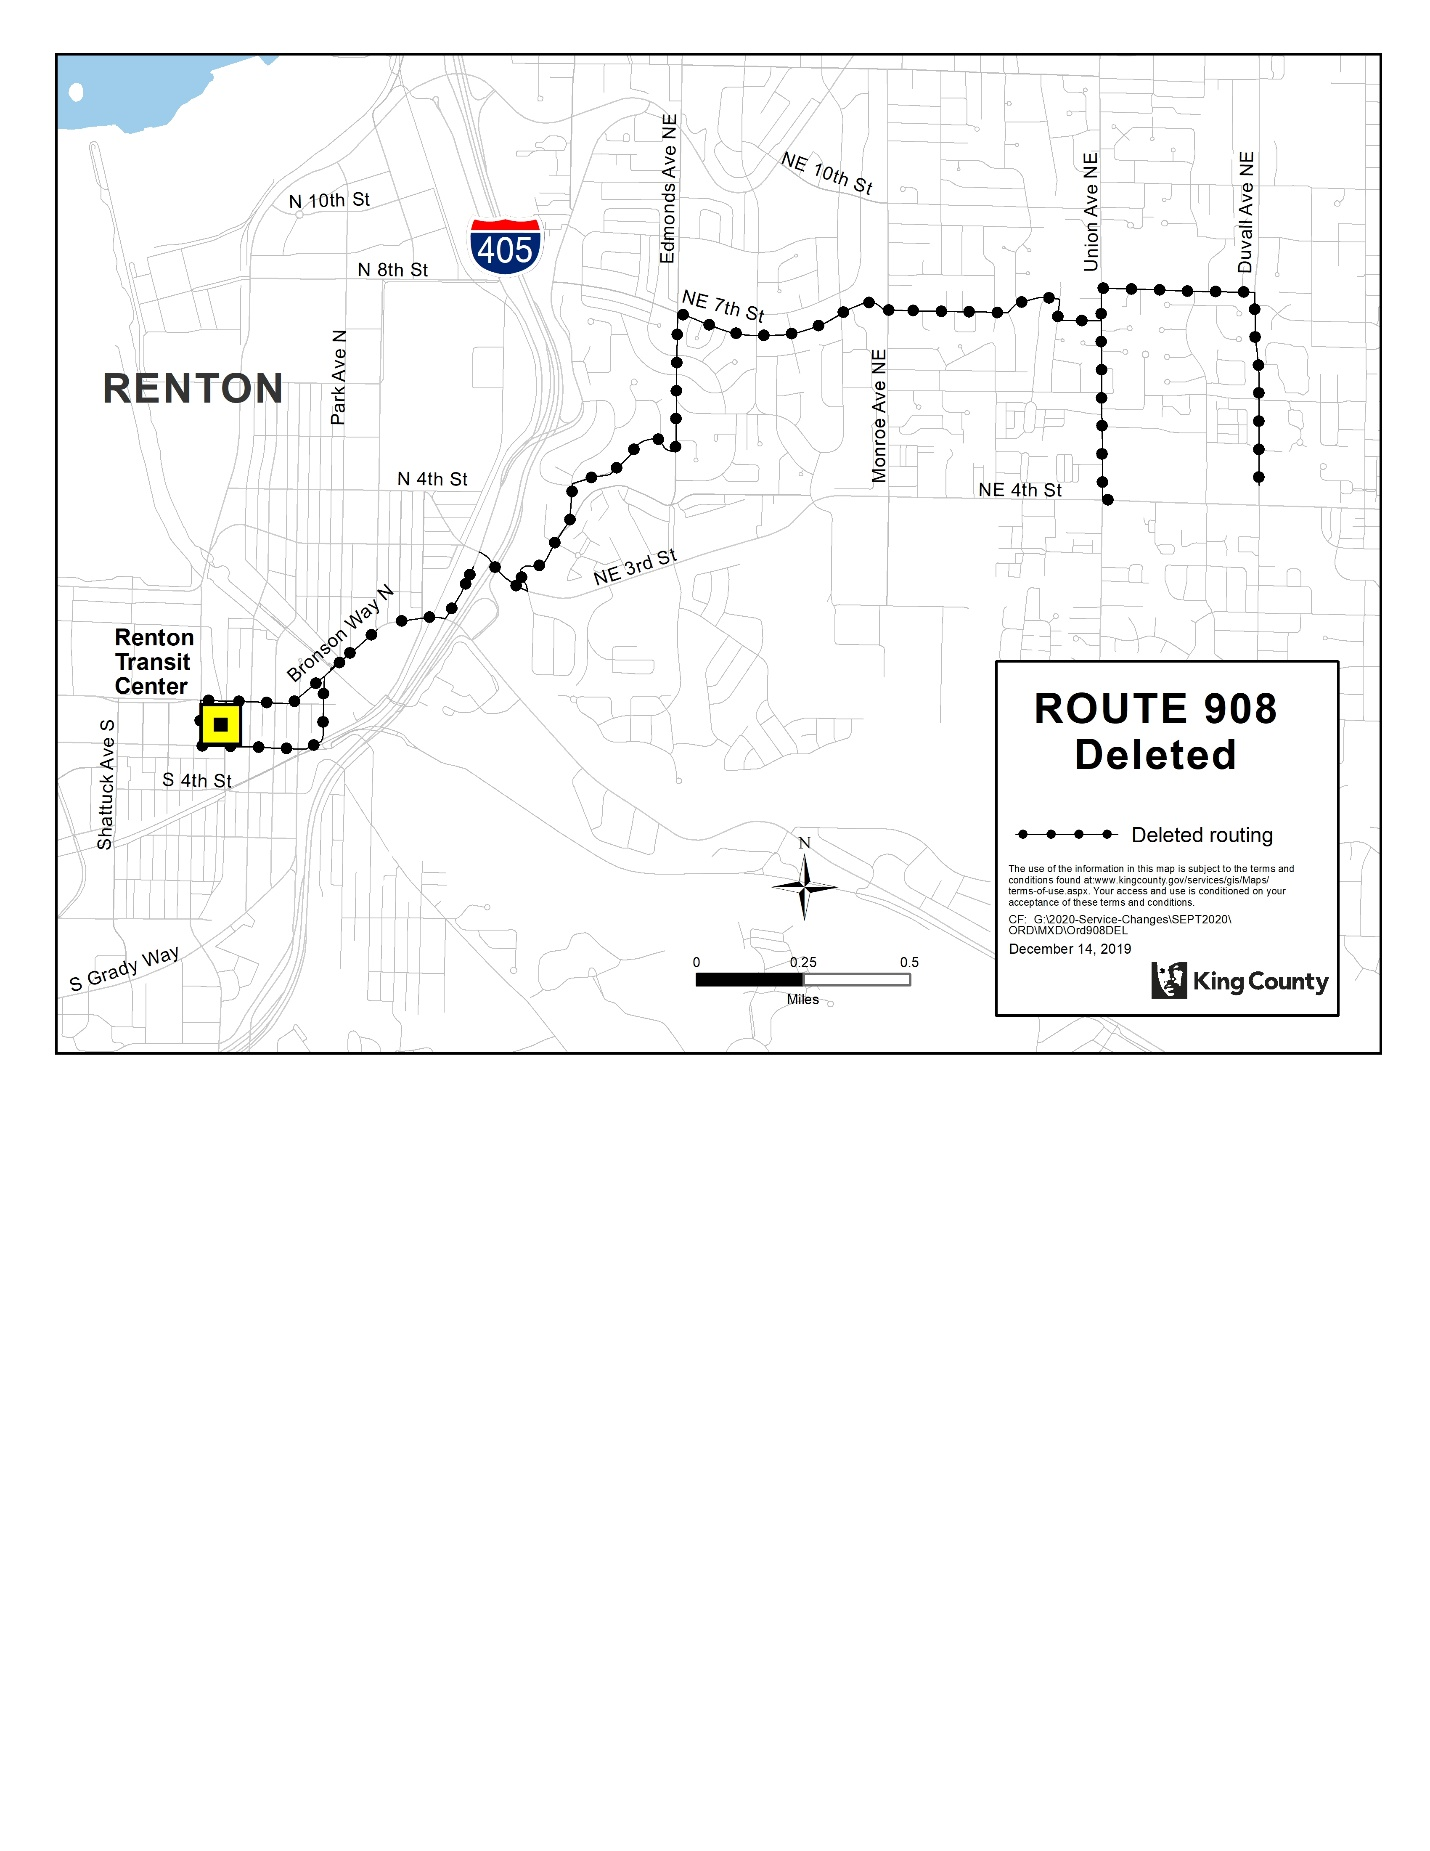 Edmonds Ave NE
NE 10th St
Union Ave NE
Duvall Ave NE
N 10th St
405
N 8th St
NE 7th St
Park Ave N
RENTON
Monroe Ave NE
N 4th St
NE 4th St
NE 3rd St
Bronson Way N
Renton
Transit
Center
Shattuck Ave S
S 4th St
S Grady Way
N
0 0.25 0.5
Miles
ROUTE 908
Deleted
Deleted routing
The use of the information in this map is subject to the terms and
conditions found at:www.kingcounty.gov/services/gis/Maps/
terms-of-use.aspx. Your access and use is conditioned on your
acceptance of these terms and conditions.
CF: G:\2020-Service-Changes\SEPT2020\
ORD\MXD\Ord908DEL
December 14, 2019
King County